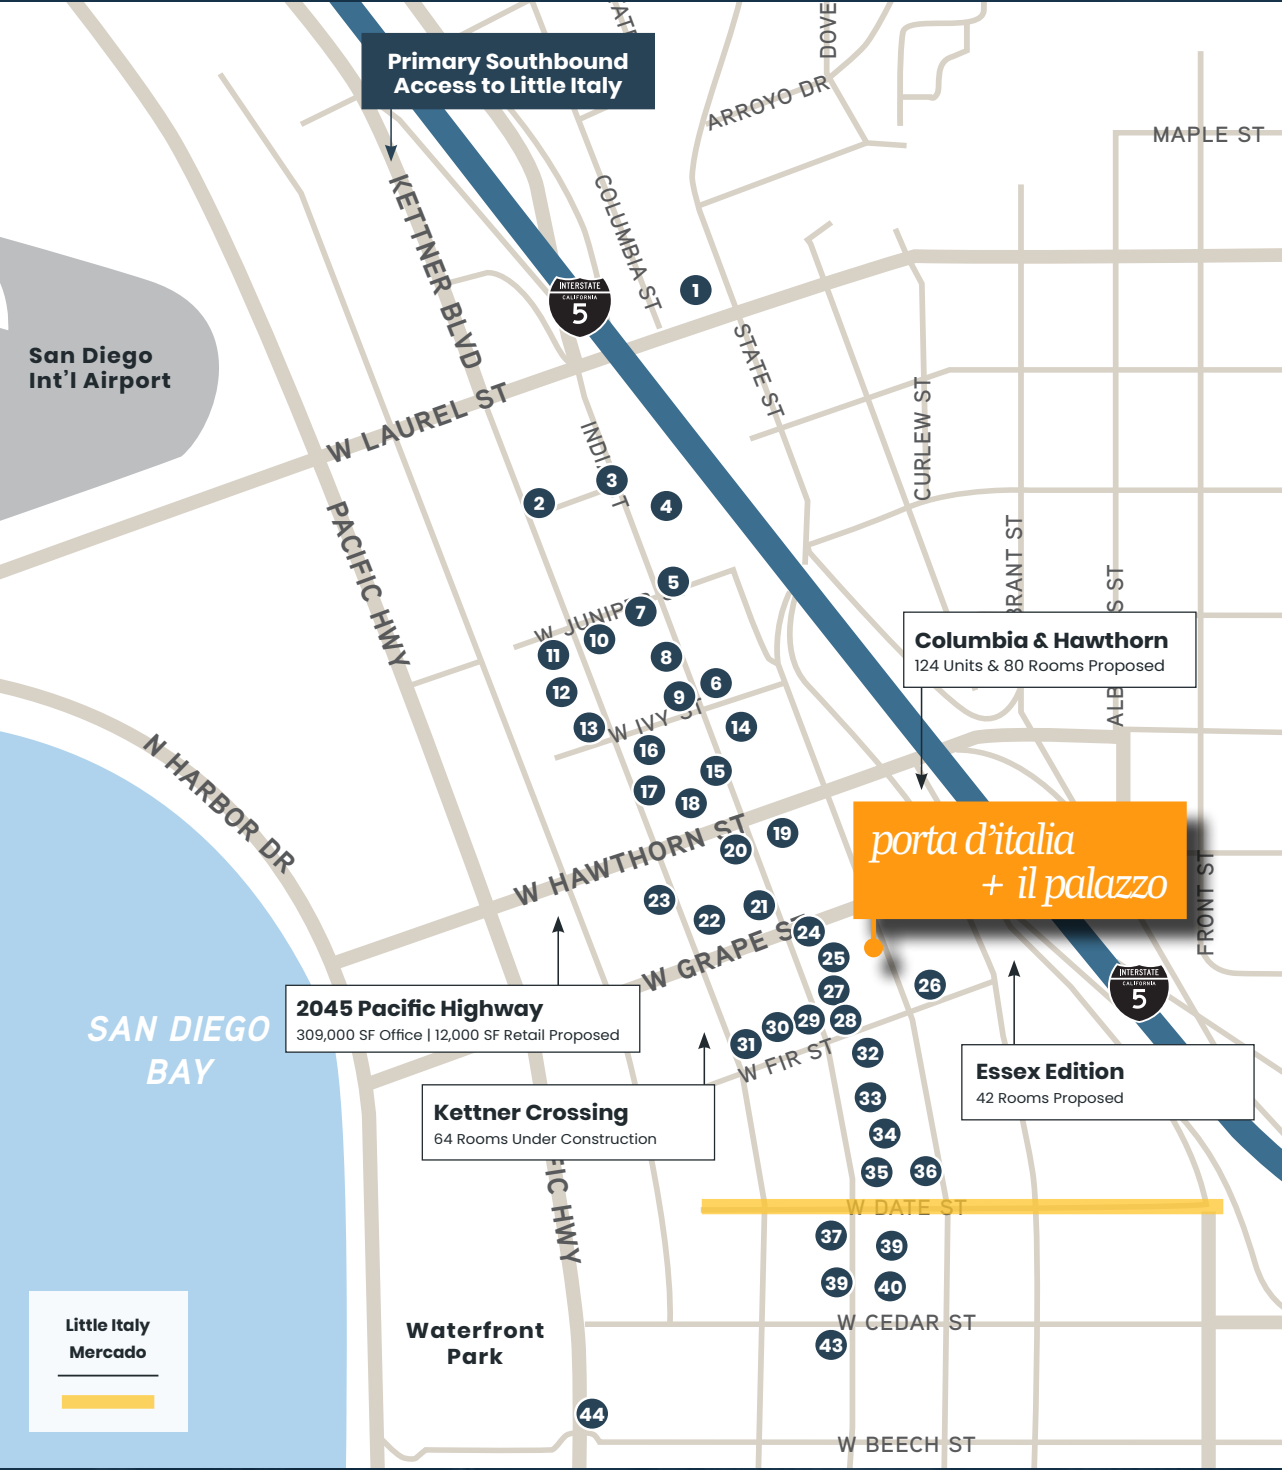 DOVE
Primary Southbound
Access to Little Italy
ARROYO DR
MAPLE ST
KETTNER BLVD
COLUMBIA ST
INTERSTATE
CALIFORNIA
5
1
San Diego
Int'l Airport
STATE ST
W LAUREL ST
CURLEW ST
3
2
4
PACIFIC HWY
5
7
10
11
8
Columbia & Hawthorn
124 Units & 80 Rooms Proposed
12
9
6
W IVY ST
13
14
16
15
17
18
N HARBOR DR
W HAWTHORN ST
19
20
porta d'italia
+ il palazzo
FRONT ST
23
22
21
W GRAPE S
24
25
26
27
INTERSTATE
5
2045 Pacific Highway
309,000 SF Office | 12,000 SF Retail Proposed
SAN DIEGO
BAY
31
30
29
28
W FIR ST
32
Essex Edition
42 Rooms Proposed
Kettner Crossing
64 Rooms Under Construction
33
34
35
36
FIC HWY
W DATE ST
37
39
39
40
W CEDAR ST
Little Italy
Mercado
Waterfront
Park
43
44
W BEECH ST